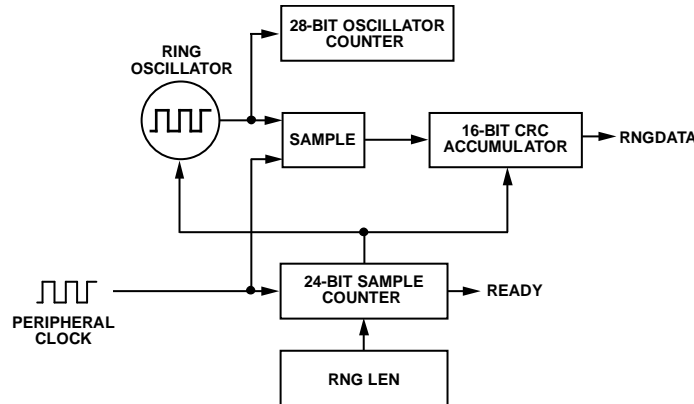 28-BIT OSCILLATOR
COUNTER
RING
OSCILLATOR
SAMPLE
16-BIT CRC
ACCUMULATOR
RNGDATA
24-BIT SAMPLE
COUNTER
READY
PERIPHERAL
CLOCK
RNG LEN